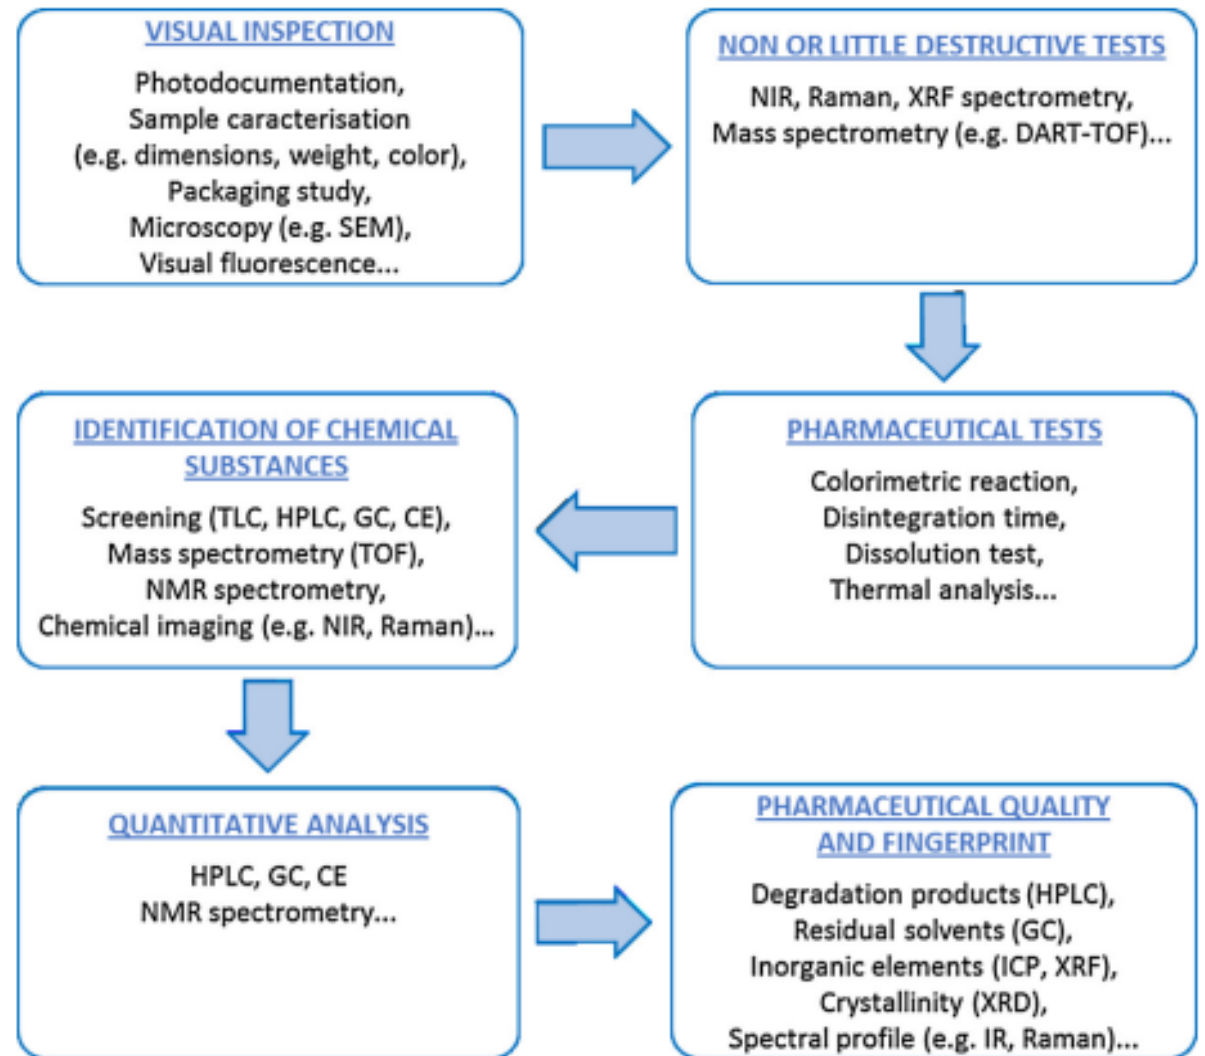 VISUAL INSPECTION
Photodocumentation,
Sample caracterisation
(e.g. dimensions, weight, color),
Packaging study,
Microscopy (e.g. SEM),
Visual fluorescence...
NON OR LITTLE DESTRUCTIVE TESTS
NIR, Raman, XRF spectrometry,
Mass spectrometry (e.g. DART-TOF)...
PHARMACEUTICAL TESTS
Colorimetric reaction,
Disintegration time,
Dissolution test,
Thermal analysis...
IDENTIFICATION OF CHEMICAL
SUBSTANCES
Screening (TLC, HPLC, GC, CE),
Mass spectrometry (TOF),
NMR spectrometry,
Chemical imaging (e.g. NIR, Raman)...
QUANTITATIVE ANALYSIS
HPLC, GC, CE
NMR spectrometry...
PHARMACEUTICAL QUALITY
AND FINGERPRINT
Degradation products (HPLC),
Residual solvents (GC),
Inorganic elements (ICP, XRF),
Crystallinity (XRD),
Spectral profile (e.g. IR, Raman)...